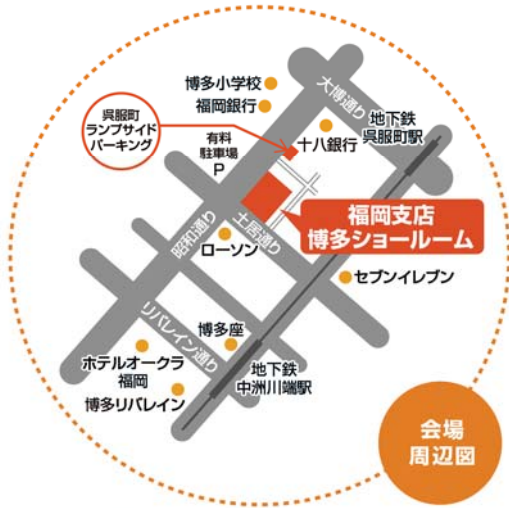 博多小学校
福岡銀行
大博通り
地下鉄
呉服町駅
呉服町
ランプサイド
パーキング
有料
駐車場
P
十八銀行
福岡支店
博多ショールーム
昭和通り
土居通り
ローソン
セブンイレブン
リバレイン通り
博多座
ホテルオークラ
福岡
地下鉄
中洲川端駅
博多リバレイン
会場
周辺図